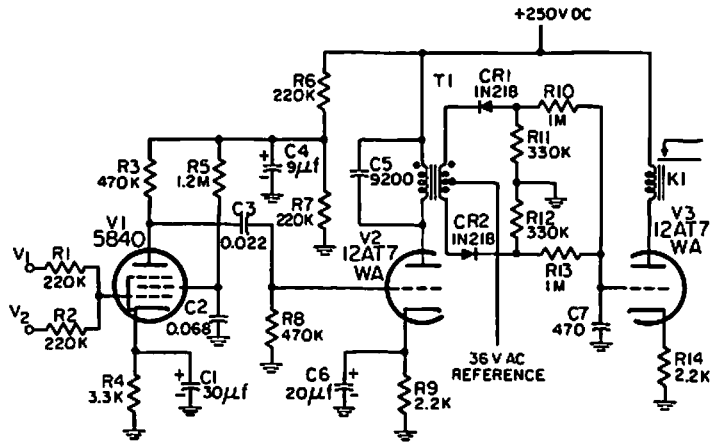 +250V DC
R6
220K
T1
CR1
1N21B
R10
1M
R3
470K
R5
1.2M
C4
9µf
+
-
R7
220K
C5
9200
R11
330K
K1
V1
5840
C3
0.022
V2
12AT7
WA
CR2
1N21B
R12
330K
R13
1M
V3
12AT7
WA
V1
R1
220K
V2
R2
220K
C2
0.068
R8
470K
C7
470
36 V AC
REFERENCE
R4
3.3K
+
-
C1
30µf
C6
20µf
+
-
R9
2.2K
R14
2.2K